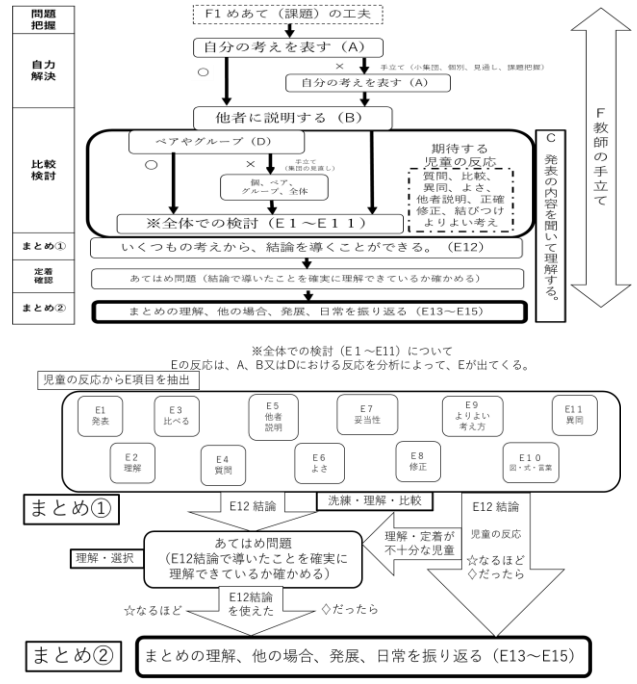 問題
把握
F1 めあて（課題）の工夫
自力
解決
自分の考えを表す（A）
○
×
手立て（小集団、個別、見通し、課題把握）
自分の考えを表す（A）
他者に説明する（B）
比較
検討
ペアやグループ（D）
○
×
手立て
（集団の見直し）
個、ペア、
グループ、全体
期待する
児童の反応
質問、比較、
異同、よさ、
他者説明、正確
修正、結びつけ
よりよい考え
※全体での検討（E１～E１１）
まとめ①
いくつもの考えから、結論を導くことができる。（E12）
定着
確認
あてはめ問題（結論で導いたことを確実に理解できているか確かめる）
まとめ②
まとめの理解、他の場合、発展、日常を振り返る（E13～E15）
C 発表の内容を聞いて理解する。
F 教師の手立て
※全体での検討（E１～E11）について
Eの反応は、A、B又はDにおける反応を分析によって、Eが出てくる。
児童の反応からE項目を抽出
E1
発表
E３
比べる
E５
他者
説明
E７
妥当性
E９
よりよい
考え方
E１１
異同
E２
理解
E４
質問
E６
よさ
E８
修正
E１０
図・式・言葉
まとめ①
E12 結論
洗練・理解・比較
E12 結論
児童の反応
☆なるほど
◇だったら
理解・定着が
不十分な児童
理解・選択
あてはめ問題
（E12結論で導いたことを確実に
理解できているか確かめる）
☆なるほど
E12結論
を使えた
◇だったら
まとめ②
まとめの理解、他の場合、発展、日常を振り返る（E13～E15）